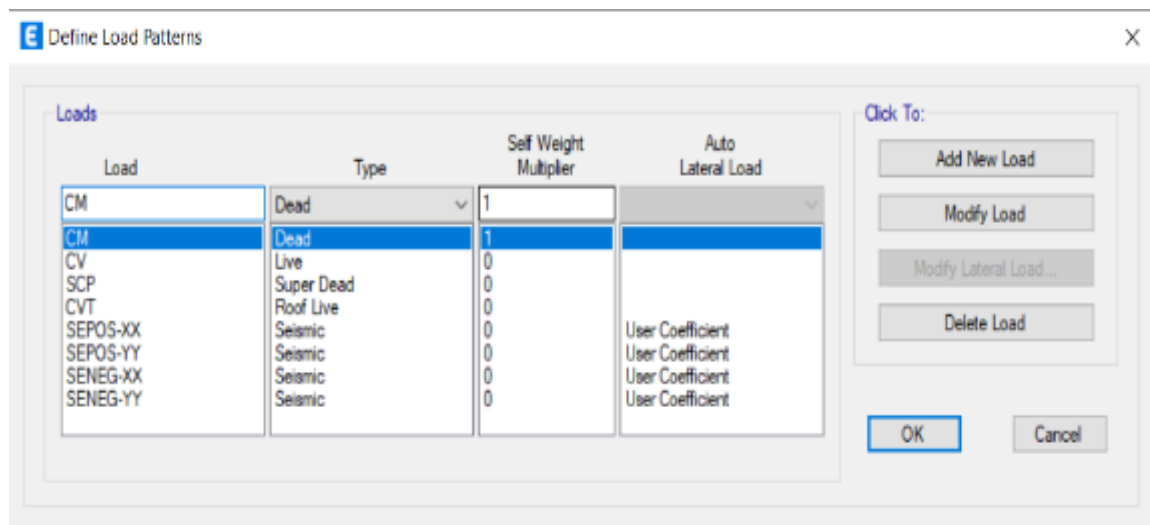 Define Load Patterns
Loads
Click To:
Load Type Self Weight Multiplier Auto Lateral Load
CM Dead 1
CM Dead 1
CV Live 0
SCP Super Dead 0
CVT Roof Live 0
SEPOS-XX Seismic 0 User Coefficient
SEPOS-YY Seismic 0 User Coefficient
SENEG-XX Seismic 0 User Coefficient
SENEG-YY Seismic 0 User Coefficient
Add New Load
Modify Load
Modify Lateral Load...
Delete Load
OK Cancel